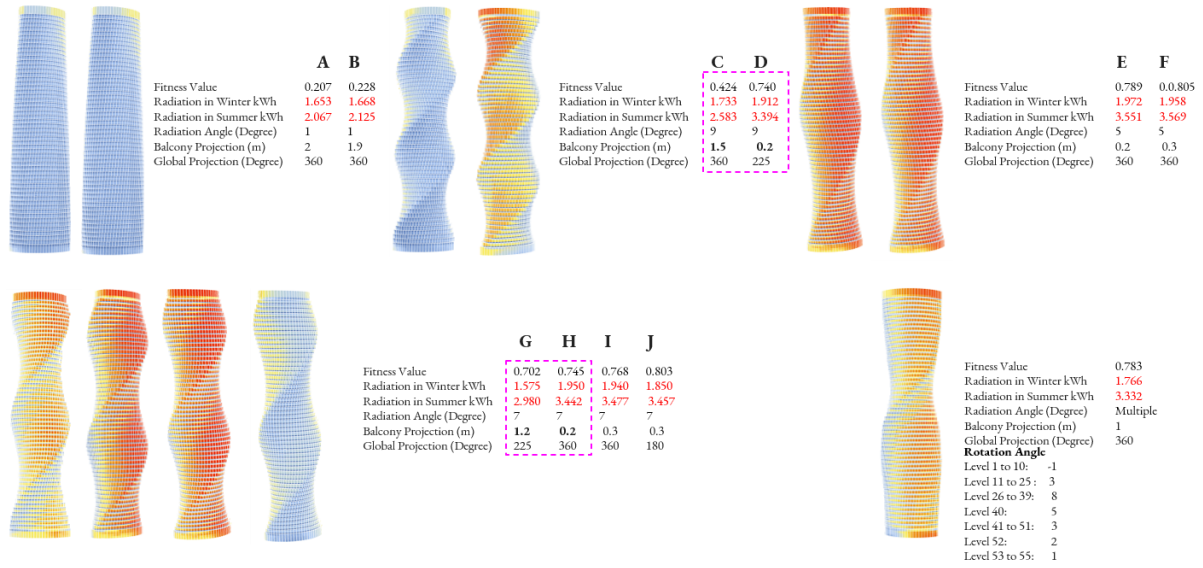 A B
Fitness Value 0.207 0.228
Radiation in Winter kWh 1.653 1.668
Radiation in Summer kWh 2.067 2.125
Radiation Angle (Degree) 1 1
Balcony Projection (m) 2 1.9
Global Projection (Degree) 360 360
C D
Fitness Value 0.424 0.740
Radiation in Winter kWh 1.733 1.912
Radiation in Summer kWh 2.583 3.394
Radiation Angle (Degree) 9 9
Balcony Projection (m) 1.5 0.2
Global Projection (Degree) 360 225
E F
Fitness Value 0.789 0.0.805
Radiation in Winter kWh 1.972 1.958
Radiation in Summer kWh 3.551 3.569
Radiation Angle (Degree) 5 5
Balcony Projection (m) 0.2 0.3
Global Projection (Degree) 360 360
G H I J
Fitness Value 0.702 0.745 0.768 0.803
Radiation in Winter kWh 1.575 1.950 1.940 1.850
Radiation in Summer kWh 2.980 3.442 3.477 3.457
Radiation Angle (Degree) 7 7 7 7
Balcony Projection (m) 1.2 0.2 0.3 0.3
Global Projection (Degree) 225 360 360 180
Fitness Value 0.783
Radiation in Winter kWh 1.766
Radiation in Summer kWh 3.332
Radiation Angle (Degree) Multiple
Balcony Projection (m) 1
Global Projection (Degree) 360
Rotation Angle
Level 1 to 10: -1
Level 11 to 25 : 3
Level 26 to 39: 8
Level 40: 5
Level 41 to 51: 3
Level 52: 2
Level 53 to 55: 1